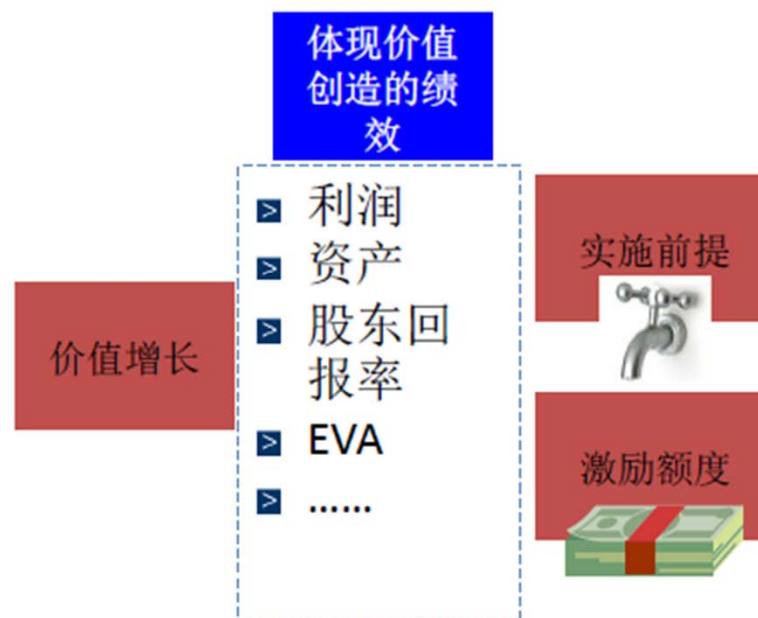 体现价值
创造的绩
效
利润
资产
股东回
报率
EVA
......
价值增长
实施前提
激励额度